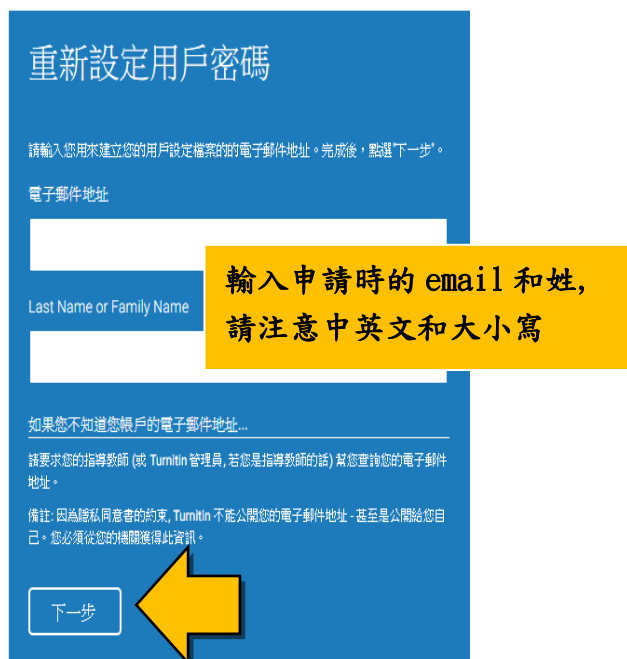 重新設定用戶密碼
請輸入您用來建立您的用戶設定檔案的的電子郵件地址。完成後，點選"下一步"。
電子郵件地址
輸入申請時的 email 和姓,
請注意中英文和大小寫
Last Name or Family Name
如果您不知道您帳戶的電子郵件地址...
請要求您的指導教師 (或 Turnitin 管理員, 若您是指導教師的話) 幫您查詢您的電子郵件
地址。
備註: 因為隱私同意書的約束, Turnitin 不能公開您的電子郵件地址 - 甚至是公開給您自
己。您必須從您的機關獲得此資訊。
下一步